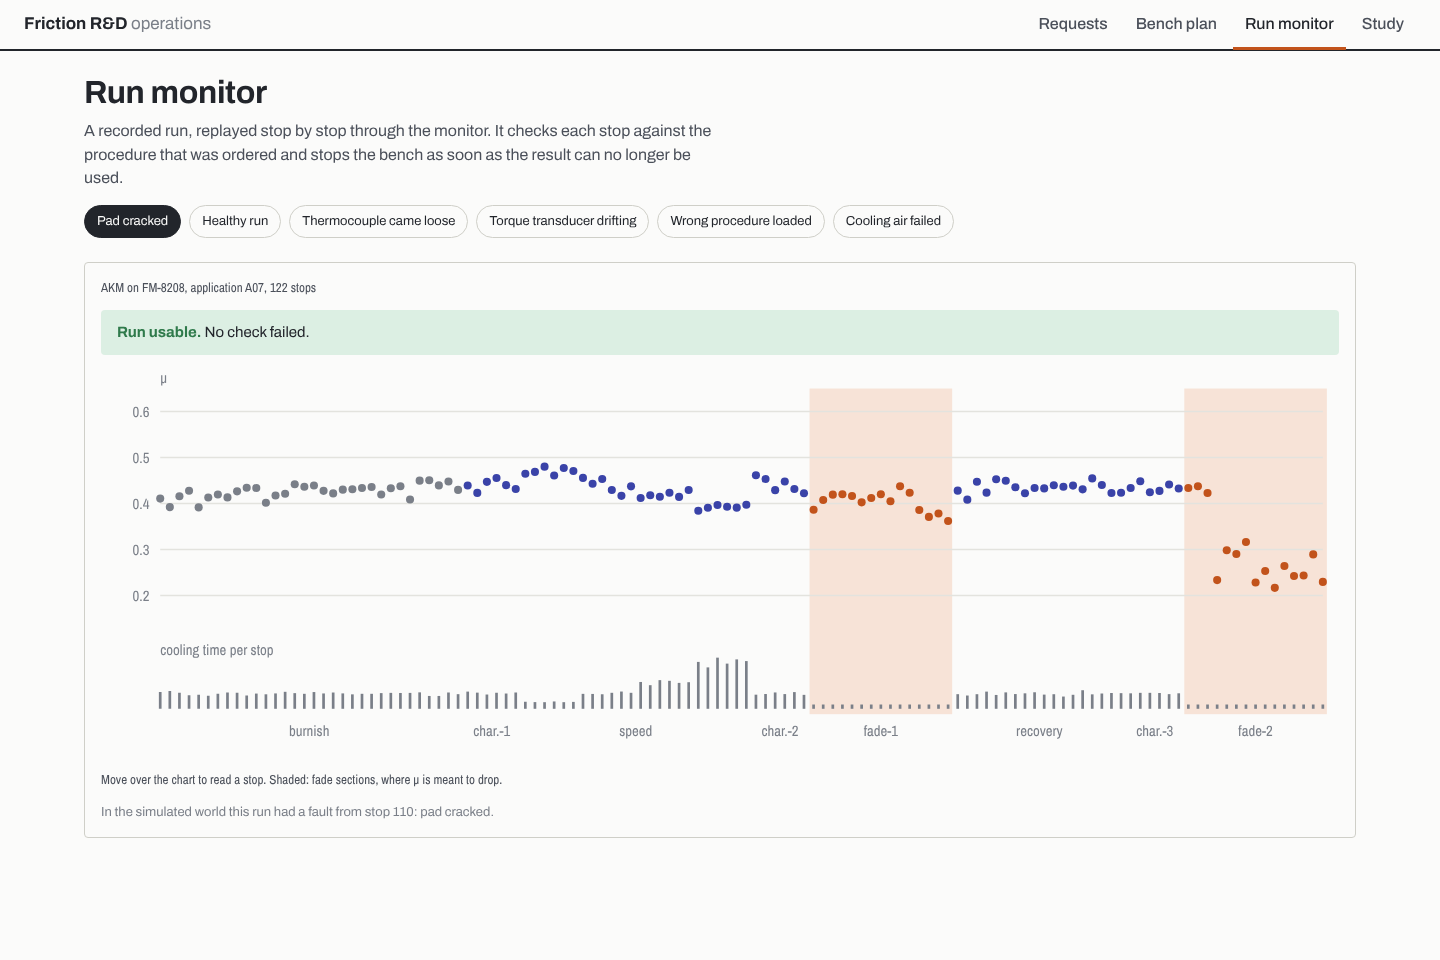 Friction R&D operations
Requests
Bench plan
Run monitor
Study
Run monitor
A recorded run, replayed stop by stop through the monitor. It checks each stop against the
procedure that was ordered and stops the bench as soon as the result can no longer be
used.
Pad cracked
Healthy run
Thermocouple came loose
Torque transducer drifting
Wrong procedure loaded
Cooling air failed
AKM on FM-8208, application A07, 122 stops
Run usable. No check failed.
μ
0.6
0.5
0.4
0.3
0.2
cooling time per stop
burnish
char.-1
speed
char.-2
fade-1
recovery
char.-3
fade-2
Move over the chart to read a stop. Shaded: fade sections, where μ is meant to drop.
In the simulated world this run had a fault from stop 110: pad cracked.